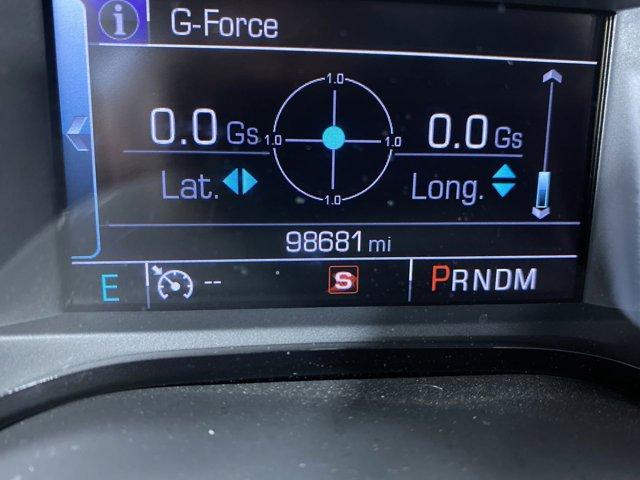 i G-Force
1.0
0.0 Gs 1.0 1.0 0.0 Gs
Lat. Long.
1.0
98681 mi
E -- S PRNDM